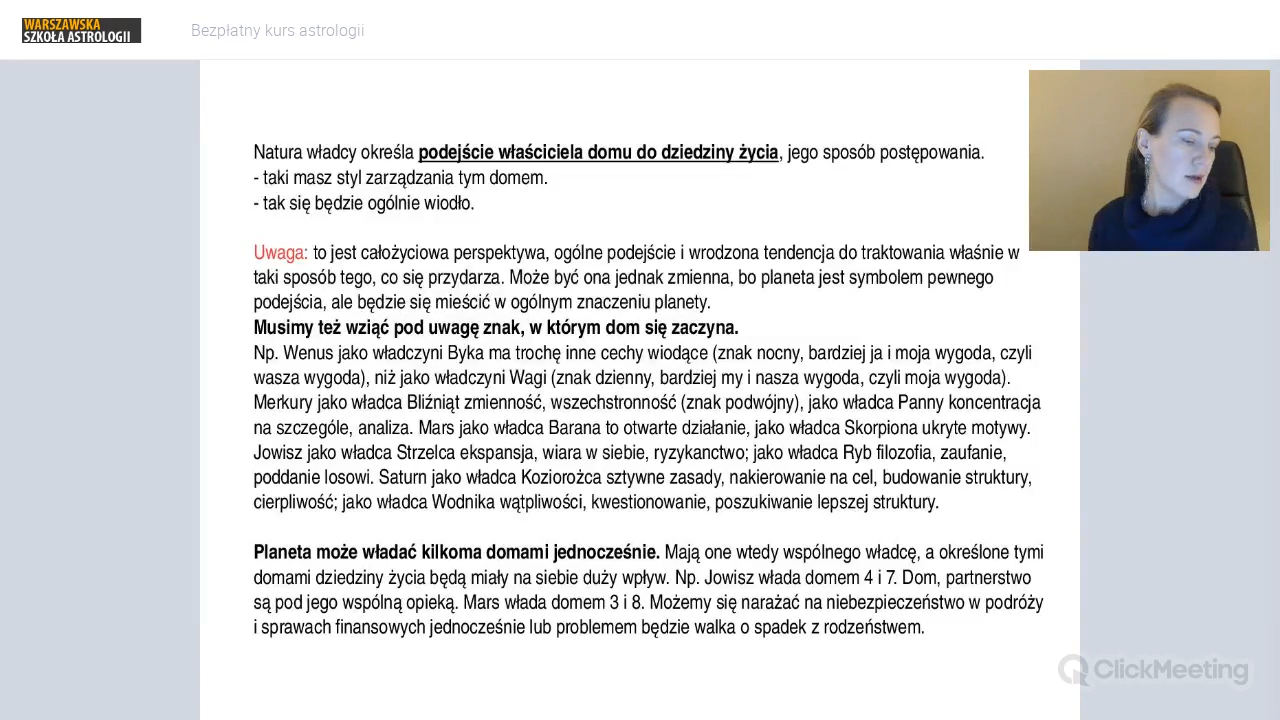 WARSZAWSKA
SZKOŁA ASTROLOGII
Bezpłatny kurs astrologii
Natura władcy określa podejście właściciela domu do dziedziny życia, jego sposób postępowania.
- taki masz styl zarządzania tym domem.
- tak się będzie ogólnie wiodło.
Uwaga: to jest całożyciowa perspektywa, ogólne podejście i wrodzona tendencja do traktowania właśnie w
taki sposób tego, co się przydarza. Może być ona jednak zmienna, bo planeta jest symbolem pewnego
podejścia, ale będzie się mieścić w ogólnym znaczeniu planety.
Musimy też wziąć pod uwagę znak, w którym dom się zaczyna.
Np. Wenus jako władczyni Byka ma trochę inne cechy wiodące (znak nocny, bardziej ja i moja wygoda, czyli
wasza wygoda), niż jako władczyni Wagi (znak dzienny, bardziej my i nasza wygoda, czyli moja wygoda).
Merkury jako władca Bliźniąt zmienność, wszechstronność (znak podwójny), jako władca Panny koncentracja
na szczególe, analiza. Mars jako władca Barana to otwarte działanie, jako władca Skorpiona ukryte motywy.
Jowisz jako władca Strzelca ekspansja, wiara w siebie, ryzykanctwo; jako władca Ryb filozofia, zaufanie,
poddanie losowi. Saturn jako władca Koziorożca sztywne zasady, nakierowanie na cel, budowanie struktury,
cierpliwość; jako władca Wodnika wątpliwości, kwestionowanie, poszukiwanie lepszej struktury.
Planeta może władać kilkoma domami jednocześnie. Mają one wtedy wspólnego władcę, a określone tymi
domami dziedziny życia będą miały na siebie duży wpływ. Np. Jowisz włada domem 4 i 7. Dom, partnerstwo
są pod jego wspólną opieką. Mars włada domem 3 i 8. Możemy się narażać na niebezpieczeństwo w podróży
i sprawach finansowych jednocześnie lub problemem będzie walka o spadek z rodzeństwem.
ClickMeeting